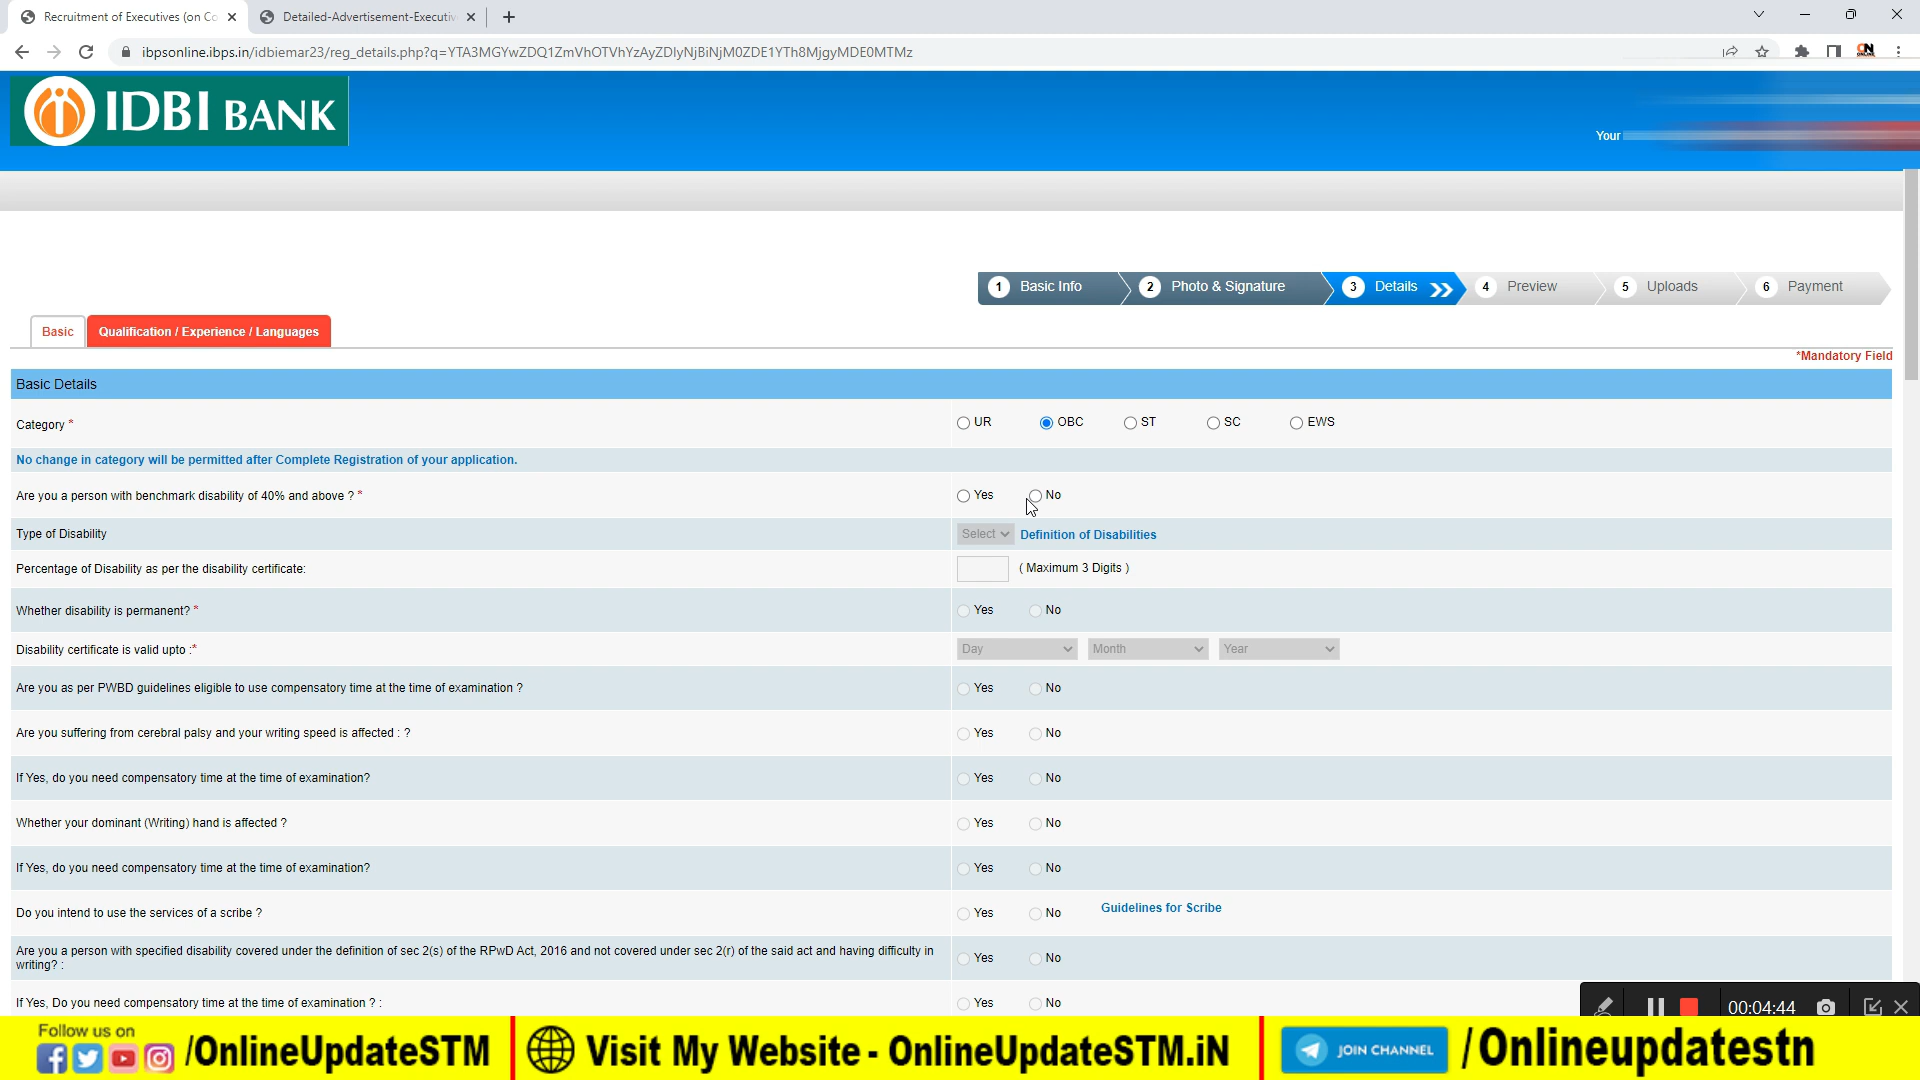 Recruitment of Executives (on Co
Detailed-Advertisement-Executiv
ibpsonline.ibps.in/idbiemar23/reg_details.php?q=YTA3MGYwZDQ1ZmVhOTVhYzAyZDIyNjBiNjM0ZDE1YTh8MjgyMDE0MTMz
IDBI BANK
Your
1 Basic Info
2 Photo & Signature
3 Details
4 Preview
5 Uploads
6 Payment
Basic
Qualification / Experience / Languages
*Mandatory Field
Basic Details
Category * UR OBC ST SC EWS
No change in category will be permitted after Complete Registration of your application.
Are you a person with benchmark disability of 40% and above ? * Yes No
Type of Disability Select Definition of Disabilities
Percentage of Disability as per the disability certificate: ( Maximum 3 Digits )
Whether disability is permanent? * Yes No
Disability certificate is valid upto :* Day Month Year
Are you as per PWBD guidelines eligible to use compensatory time at the time of examination ? Yes No
Are you suffering from cerebral palsy and your writing speed is affected : ? Yes No
If Yes, do you need compensatory time at the time of examination? Yes No
Whether your dominant (Writing) hand is affected ? Yes No
If Yes, do you need compensatory time at the time of examination? Yes No
Do you intend to use the services of a scribe ? Yes No Guidelines for Scribe
Are you a person with specified disability covered under the definition of sec 2(s) of the RPwD Act, 2016 and not covered under sec 2(r) of the said act and having difficulty in
writing? : Yes No
If Yes, Do you need compensatory time at the time of examination ? : Yes No
00:04:44
Follow us on
/OnlineUpdateSTM
Visit My Website - OnlineUpdateSTM.iN
JOIN CHANNEL
/Onlineupdatestn